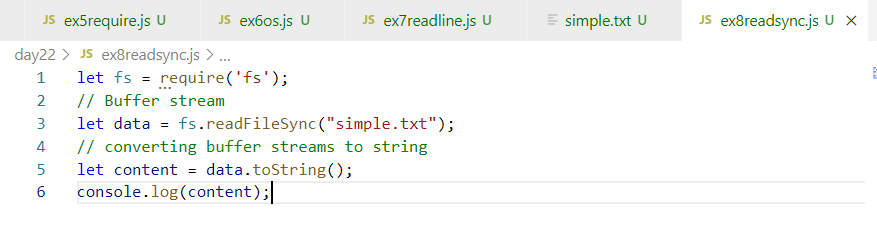 JS ex5require.js U JS ex6os.js U JS ex7readline.js U simple.txt U JS ex8readsync.js U ×
day22 > JS ex8readsync.js > ...
1 let fs = require('fs');
2 // Buffer stream
3 let data = fs.readFileSync("simple.txt");
4 // converting buffer streams to string
5 let content = data.toString();
6 console.log(content);